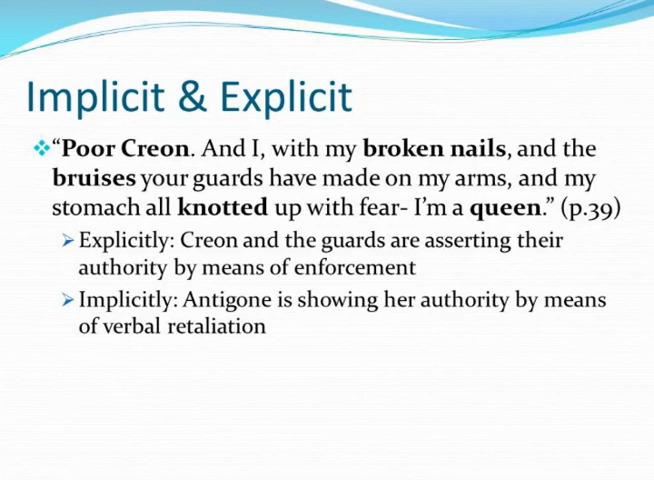 Implicit & Explicit
“Poor Creon. And I, with my broken nails, and the
bruises your guards have made on my arms, and my
stomach all knotted up with fear- I’m a queen.” (p.39)
Explicitly: Creon and the guards are asserting their
authority by means of enforcement
Implicitly: Antigone is showing her authority by means
of verbal retaliation